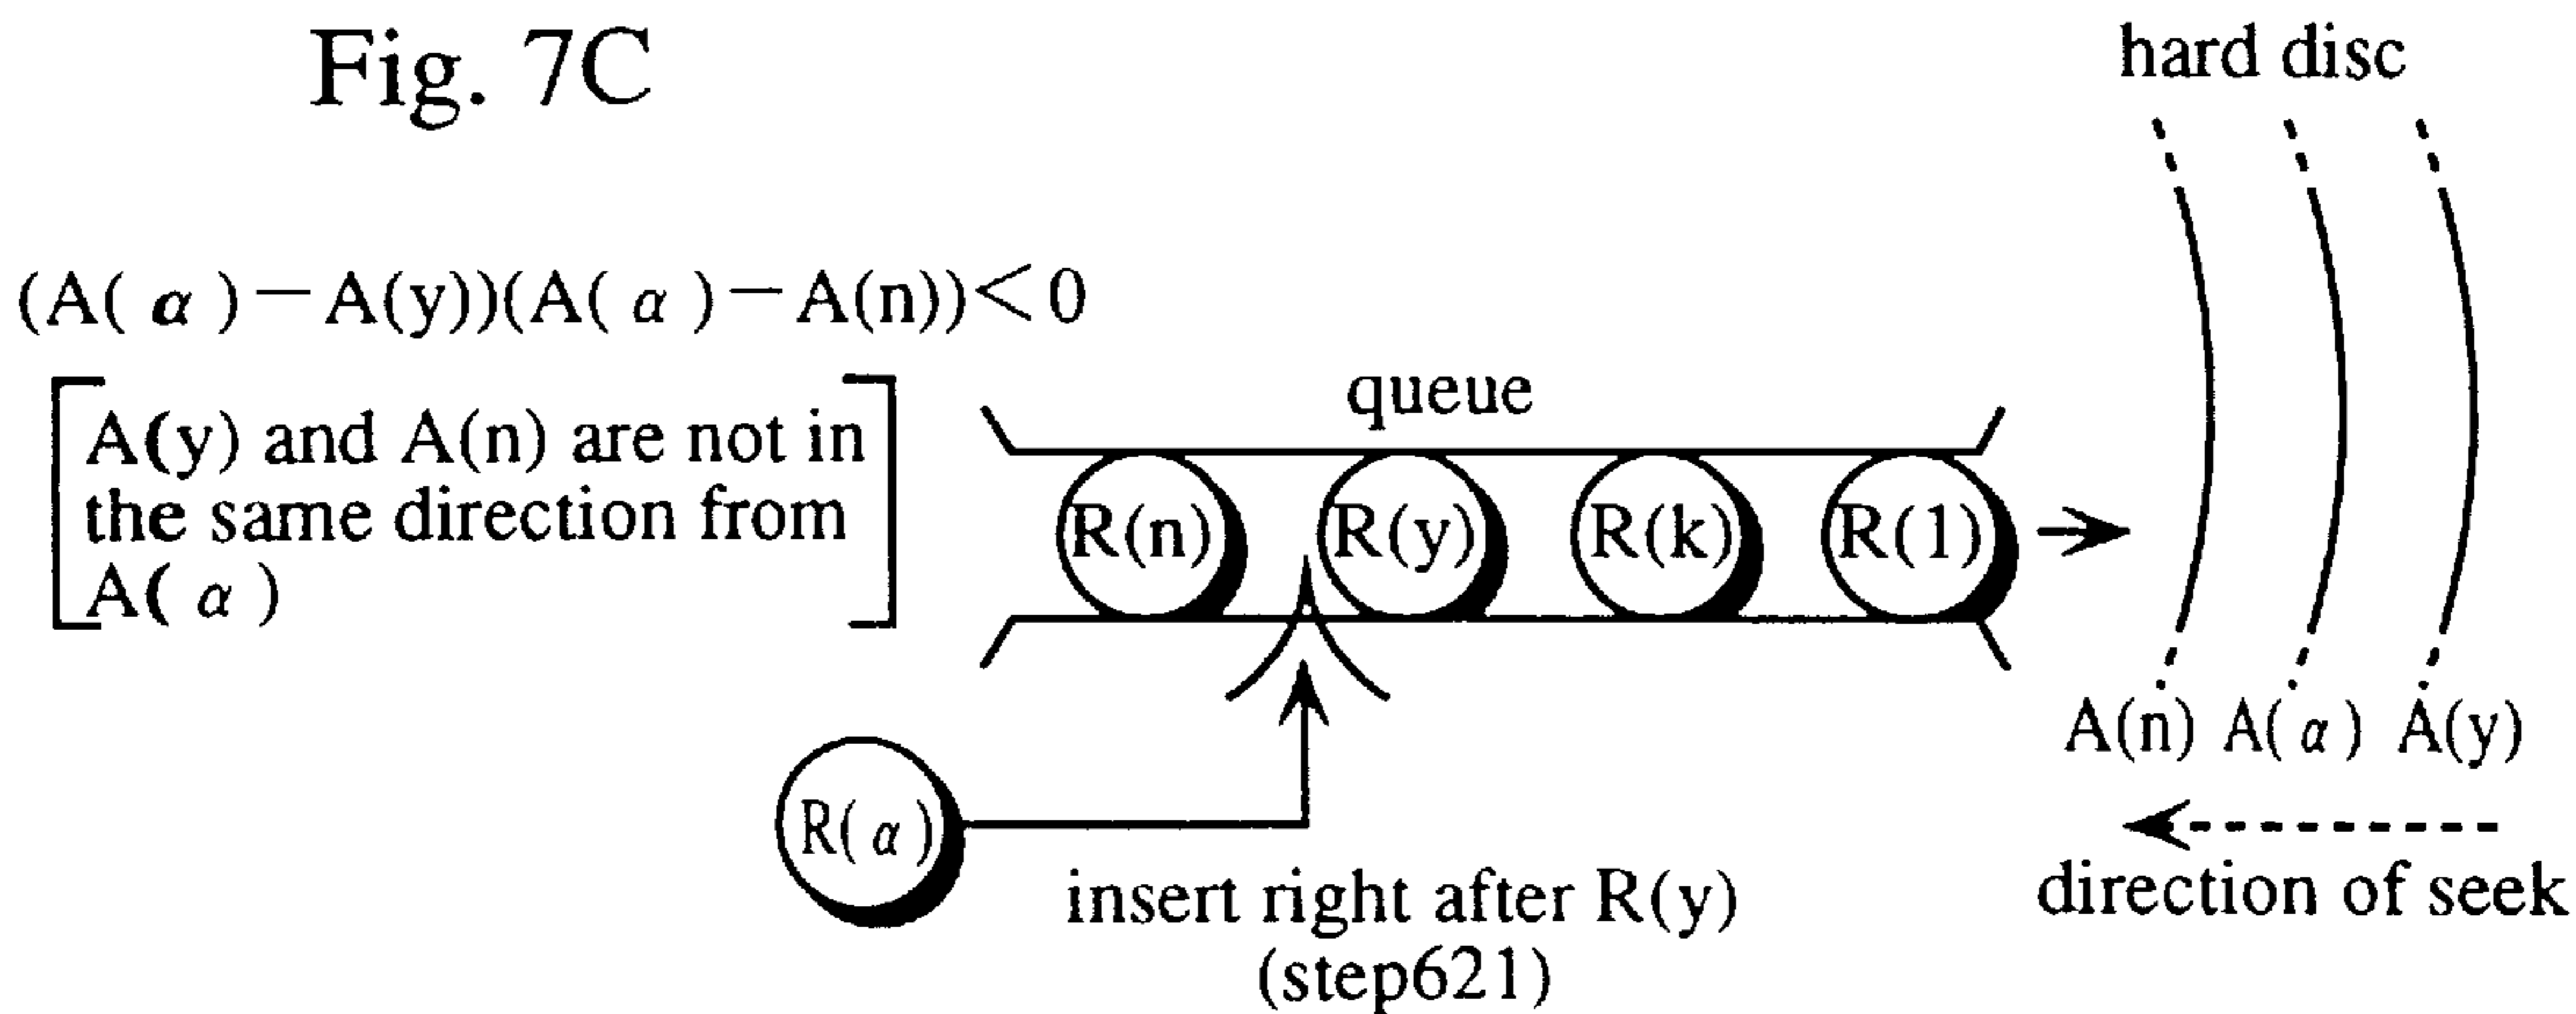 Fig. 7C
hard disc
(A(α)−A(y))(A(α)−A(n))<0
A(y) and A(n) are not in
the same direction from
A(α)
queue
R(n) R(y) R(k) R(1)
A(n) A(α) A(y)
R(α)
insert right after R(y)
(step621)
direction of seek